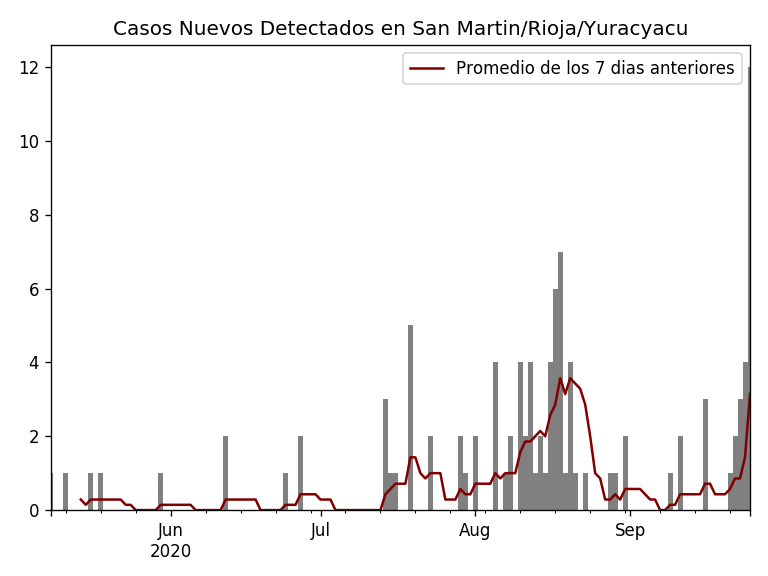 Casos Nuevos Detectados en San Martin/Rioja/Yuracyacu
Promedio de los 7 dias anteriores
12
10
8
6
4
2
0
Jun
2020
Jul
Aug
Sep